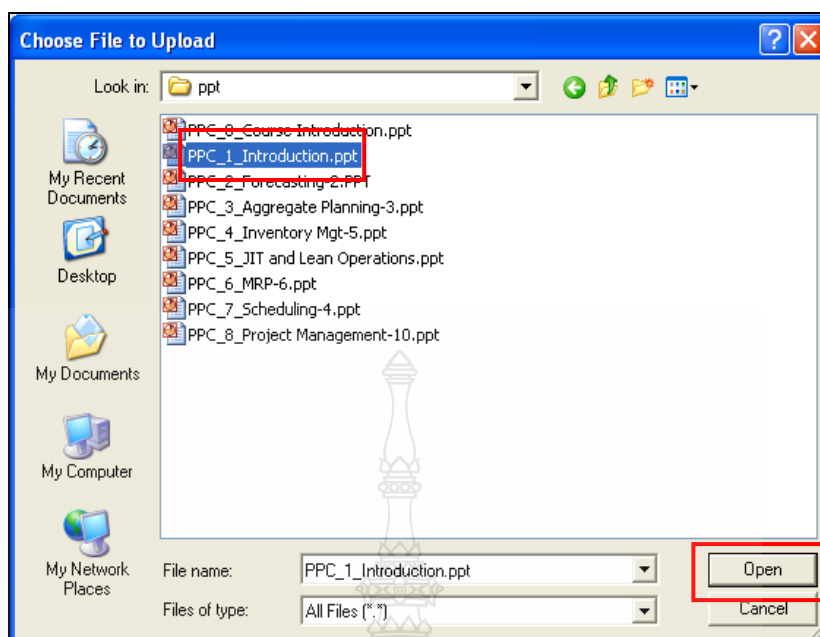 Choose File to Upload
Look in:
ppt
My Recent
Documents
Desktop
My Documents
My Computer
My Network
Places
PPC_0_Course Introduction.ppt
PPC_1_Introduction.ppt
PPC_2_Forecasting-2.PPT
PPC_3_Aggregate Planning-3.ppt
PPC_4_Inventory Mgt-5.ppt
PPC_5_JIT and Lean Operations.ppt
PPC_6_MRP-6.ppt
PPC_7_Scheduling-4.ppt
PPC_8_Project Management-10.ppt
File name:
PPC_1_Introduction.ppt
Open
Files of type:
All Files (*.*)
Cancel